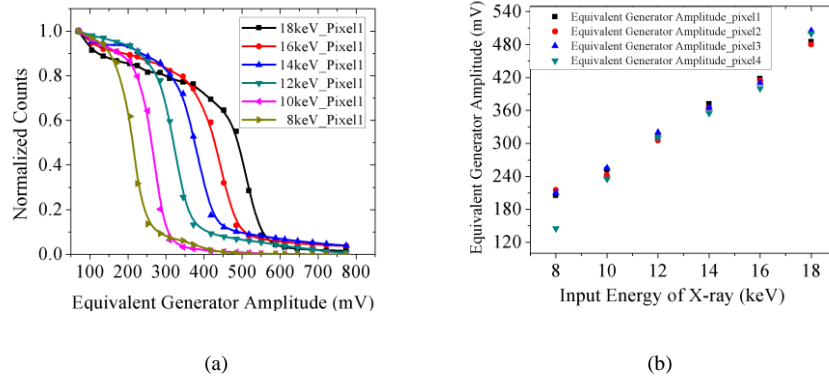 18keV_Pixel1
16keV_Pixel1
14keV_Pixel1
12keV_Pixel1
10keV_Pixel1
8keV_Pixel1
Normalized Counts
1.0
0.8
0.6
0.4
0.2
0.0
100 200 300 400 500 600 700 800
Equivalent Generator Amplitude (mV)
(a)
Equivalent Generator Amplitude_pixel1
Equivalent Generator Amplitude_pixel2
Equivalent Generator Amplitude_pixel3
Equivalent Generator Amplitude_pixel4
Equivalent Generator Amplitude (mV)
540
480
420
360
300
240
180
120
8 10 12 14 16 18
Input Energy of X-ray (keV)
(b)